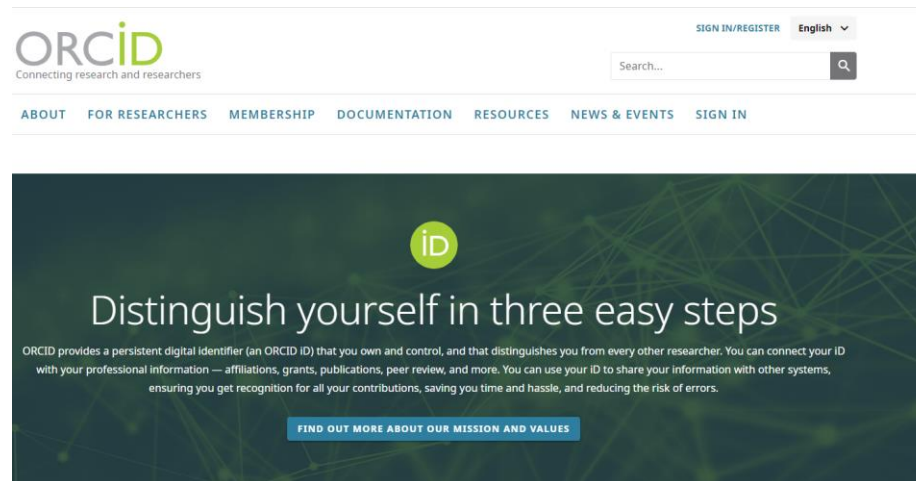 SIGN IN/REGISTER English
ORCiD
Connecting research and researchers
Search...
ABOUT FOR RESEARCHERS MEMBERSHIP DOCUMENTATION RESOURCES NEWS & EVENTS SIGN IN
iD
Distinguish yourself in three easy steps
ORCID provides a persistent digital identifier (an ORCID iD) that you own and control, and that distinguishes you from every other researcher. You can connect your iD
with your professional information — affiliations, grants, publications, peer review, and more. You can use your iD to share your information with other systems,
ensuring you get recognition for all your contributions, saving you time and hassle, and reducing the risk of errors.
FIND OUT MORE ABOUT OUR MISSION AND VALUES